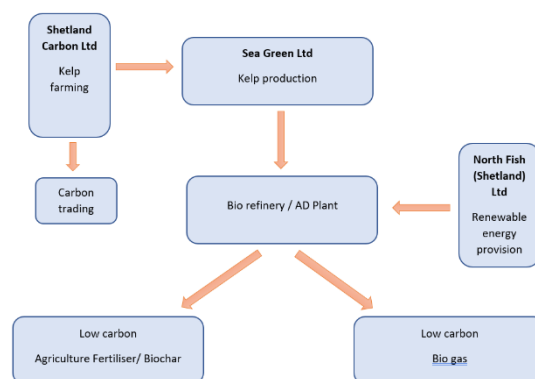 Shetland
Carbon Ltd
Kelp
farming
Sea Green Ltd
Kelp production
Carbon
trading
Bio refinery / AD Plant
North Fish
(Shetland)
Ltd
Renewable
energy
provision
Low carbon
Agriculture Fertiliser/ Biochar
Low carbon
Bio gas